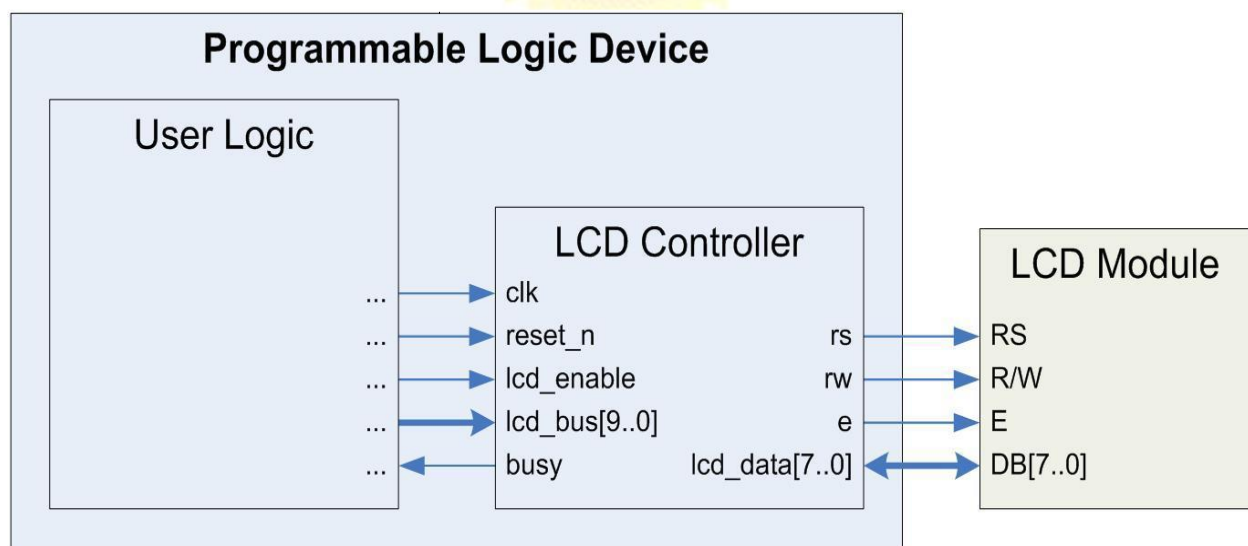 Programmable Logic Device
User Logic
...
...
...
...
...
LCD Controller
clk
reset_n
lcd_enable
lcd_bus[9..0]
busy
rs
rw
e
lcd_data[7..0]
LCD Module
RS
R/W
E
DB[7..0]